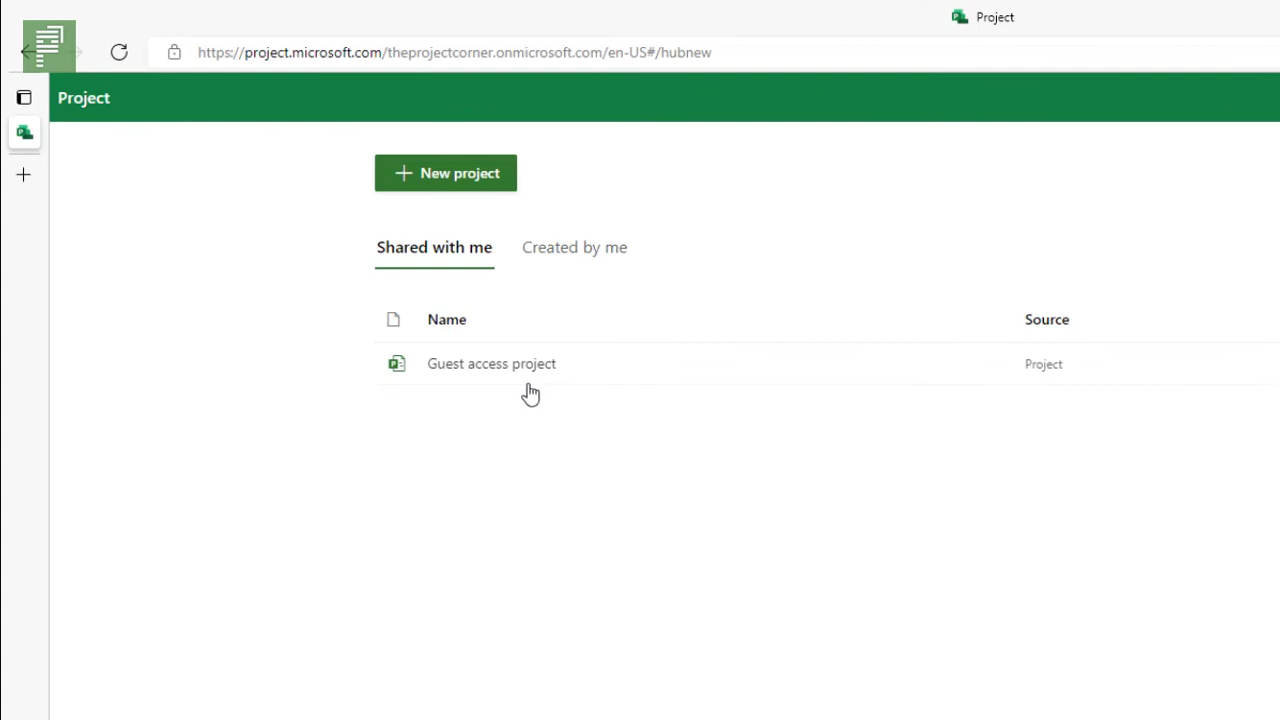 Project
https://project.microsoft.com/theprojectcorner.onmicrosoft.com/en-US#/hubnew
Project
New project
Shared with me Created by me
Name Source
Guest access project Project